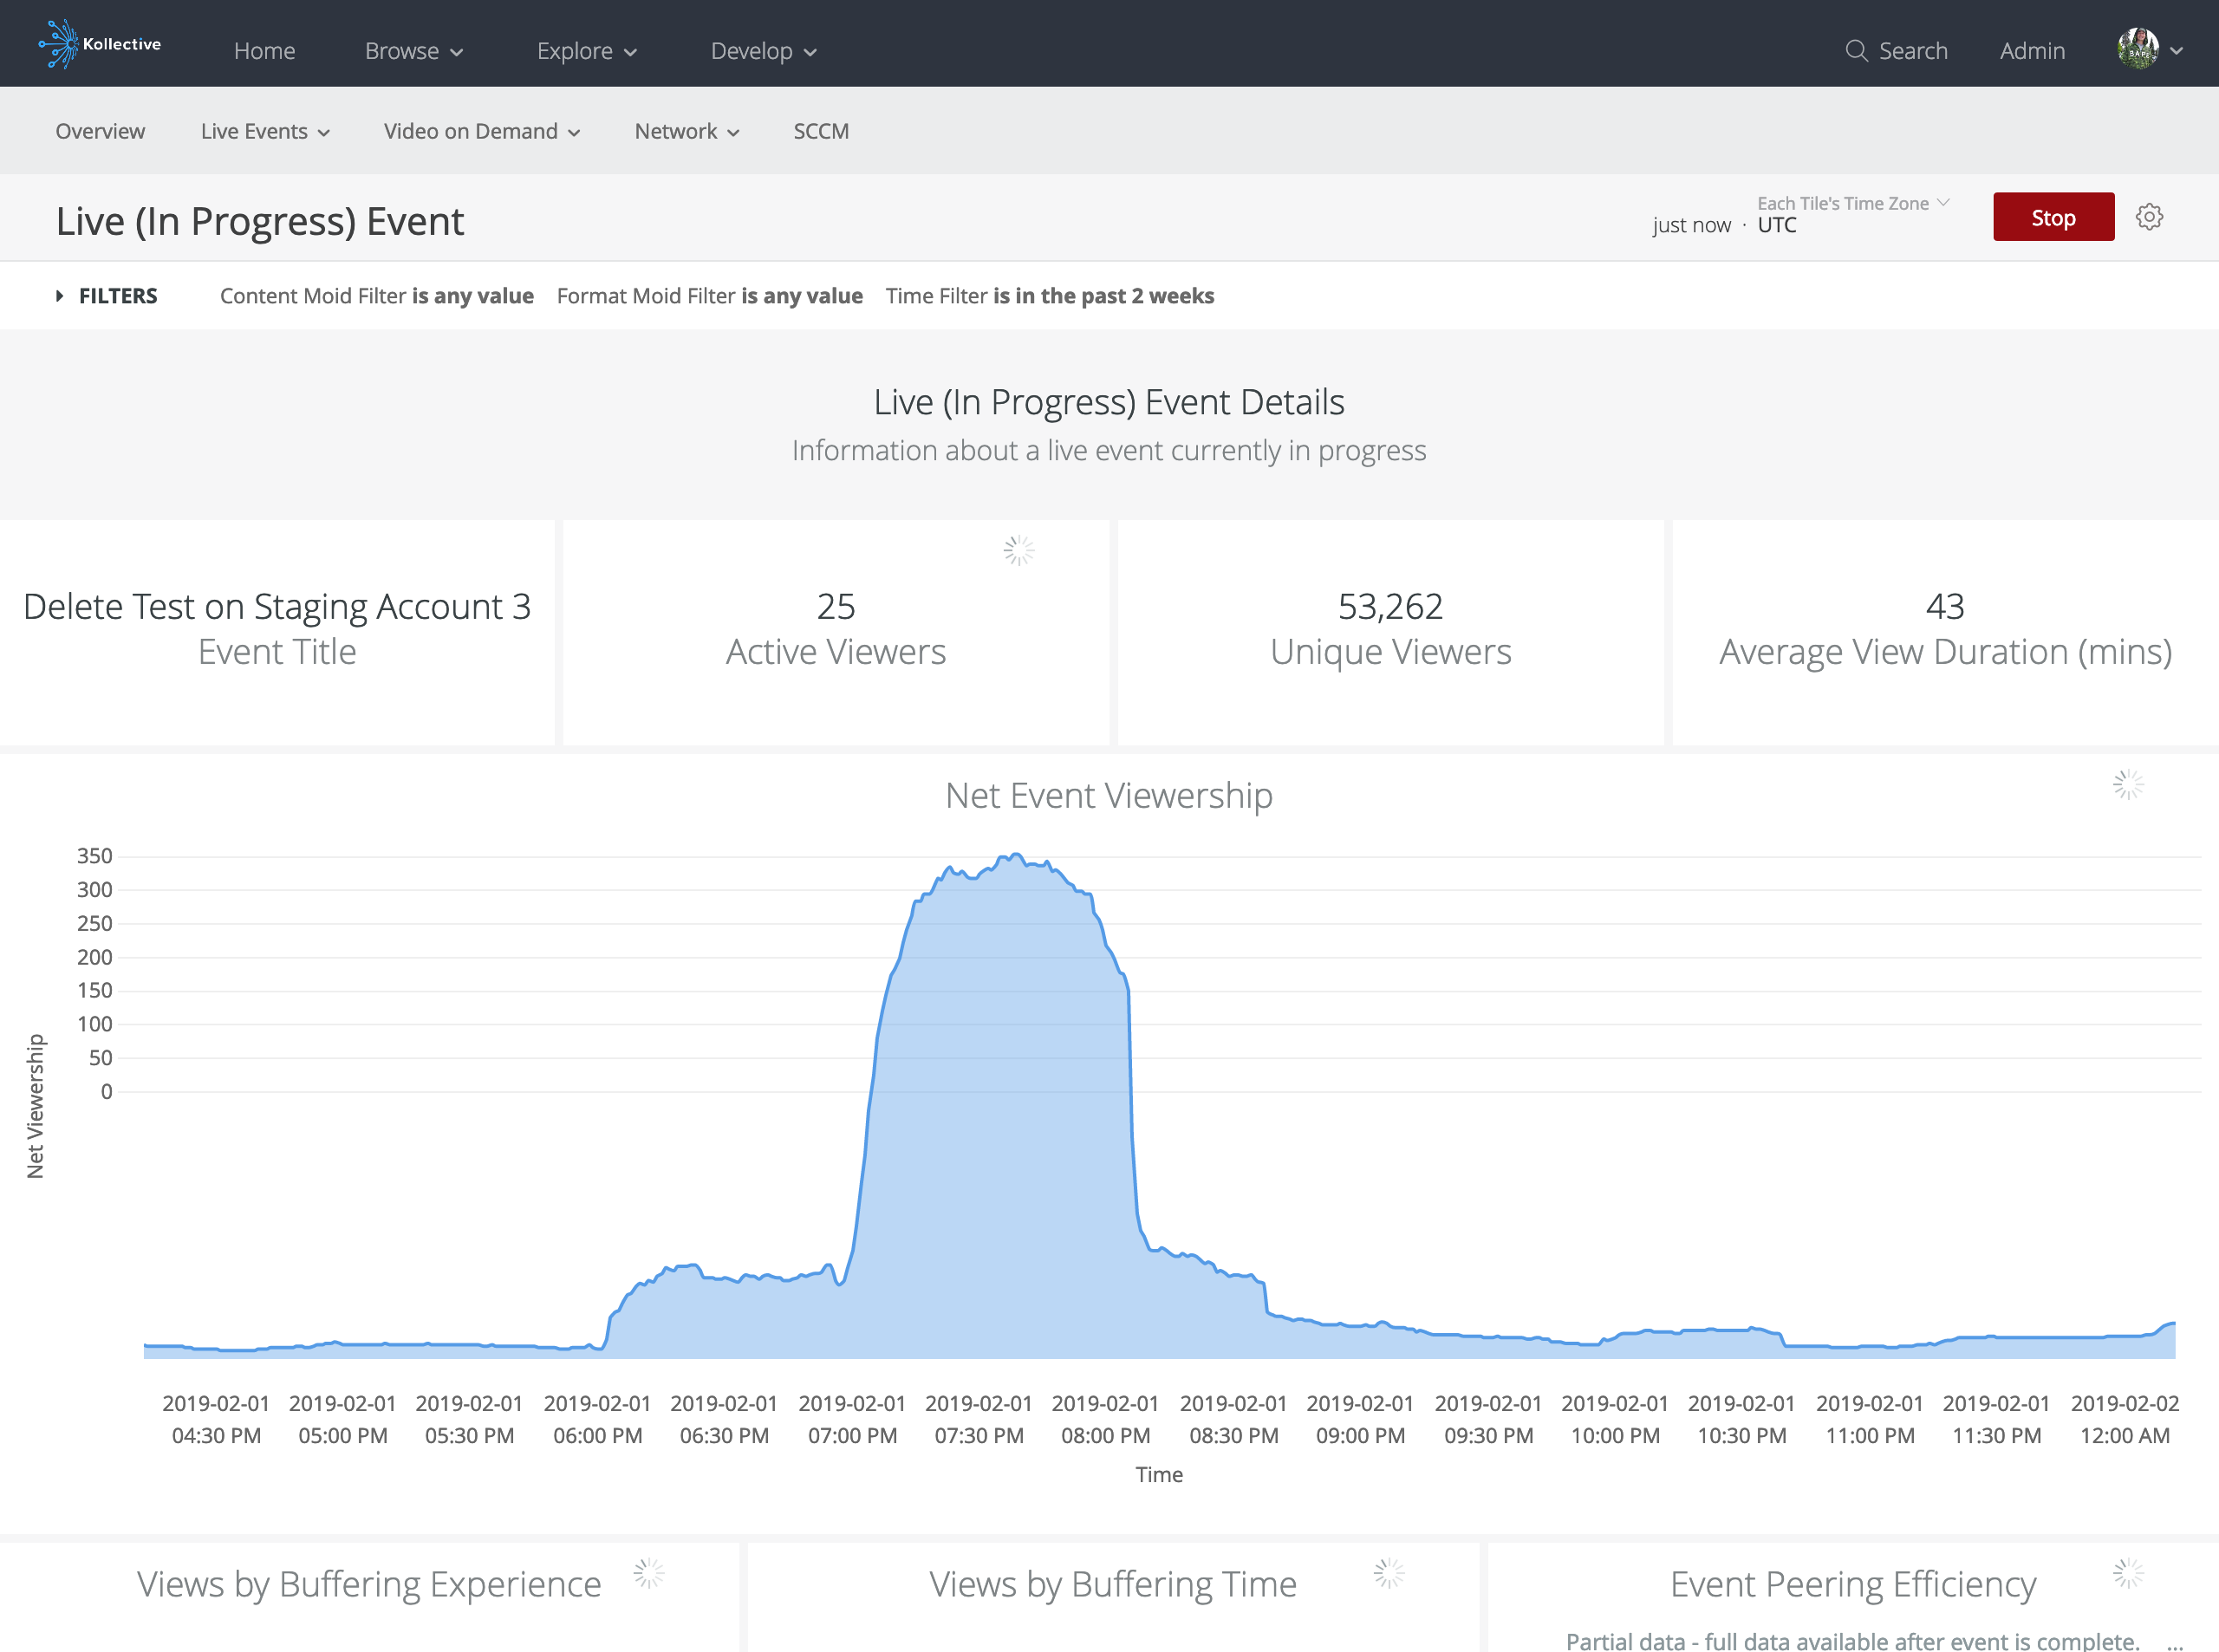 Kollective
Home
Browse
Explore
Develop
Search
Admin
Overview
Live Events
Video on Demand
Network
SCCM
Live (In Progress) Event
Each Tile's Time Zone
just now · UTC
Stop
FILTERS
Content Moid Filter is any value
Format Moid Filter is any value
Time Filter is in the past 2 weeks
Live (In Progress) Event Details
Information about a live event currently in progress
Delete Test on Staging Account 3
Event Title
25
Active Viewers
53,262
Unique Viewers
43
Average View Duration (mins)
Net Event Viewership
350
300
250
200
150
100
50
0
Net Viewership
2019-02-01 04:30 PM
2019-02-01 05:00 PM
2019-02-01 05:30 PM
2019-02-01 06:00 PM
2019-02-01 06:30 PM
2019-02-01 07:00 PM
2019-02-01 07:30 PM
2019-02-01 08:00 PM
2019-02-01 08:30 PM
2019-02-01 09:00 PM
2019-02-01 09:30 PM
2019-02-01 10:00 PM
2019-02-01 10:30 PM
2019-02-01 11:00 PM
2019-02-01 11:30 PM
2019-02-02 12:00 AM
Time
Views by Buffering Experience
Views by Buffering Time
Event Peering Efficiency
Partial data - full data available after event is complete. ...